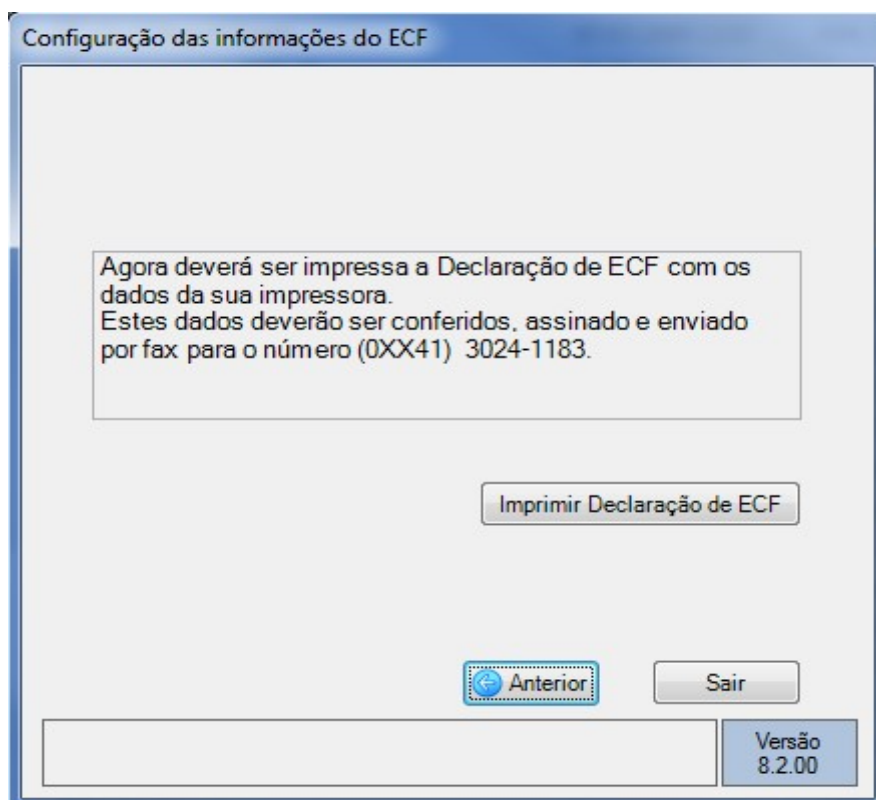 Configuração das informações do ECF
Agora deverá ser impressa a Declaração de ECF com os
dados da sua impressora.
Estes dados deverão ser conferidos, assinado e enviado
por fax para o número (0XX41) 3024-1183.
Imprimir Declaração de ECF
Anterior
Sair
Versão
8.2.00